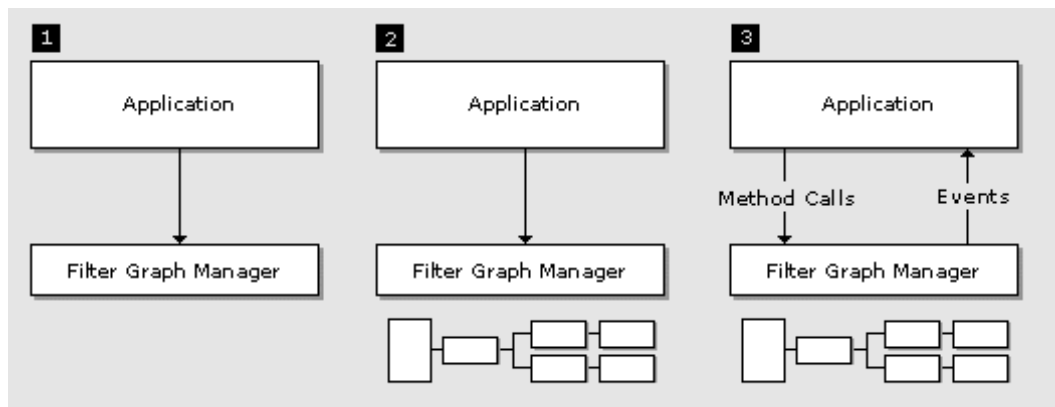 1
Application
Filter Graph Manager
2
Application
Filter Graph Manager
3
Application
Method Calls
Events
Filter Graph Manager